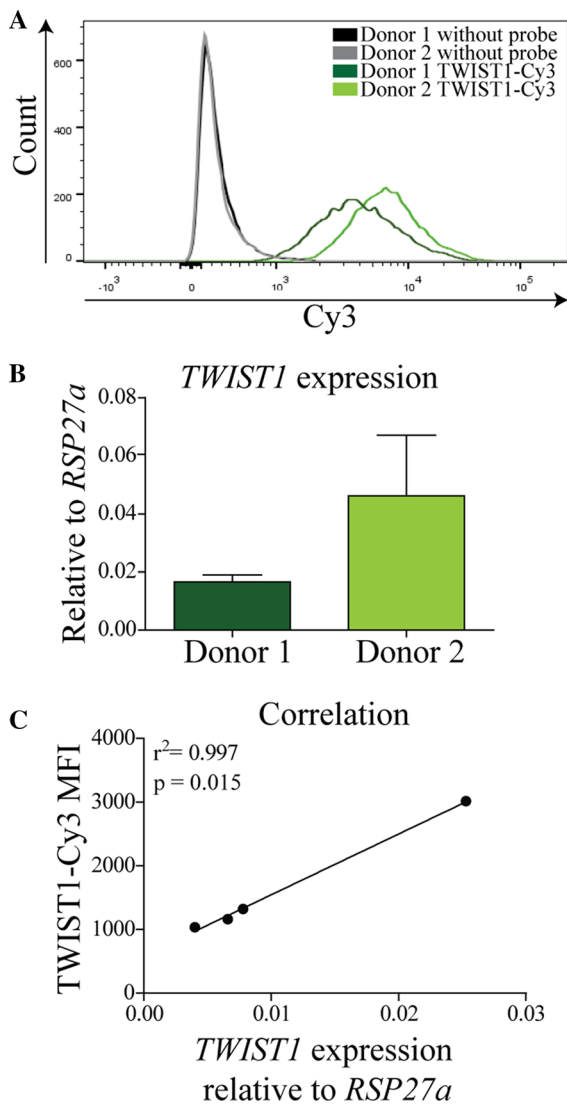 A
Donor 1 without probe
Donor 2 without probe
Donor 1 TWIST1-Cy3
Donor 2 TWIST1-Cy3
Count
600
400
200
0
-10³ 0 10³ 10⁴ 10⁵
Cy3
B
TWIST1 expression
Relative to RSP27a
0.08
0.06
0.04
0.02
0.00
Donor 1 Donor 2
C
Correlation
r²= 0.997
p = 0.015
TWIST1-Cy3 MFI
4000
3000
2000
1000
0
0.00 0.01 0.02 0.03
TWIST1 expression
relative to RSP27a